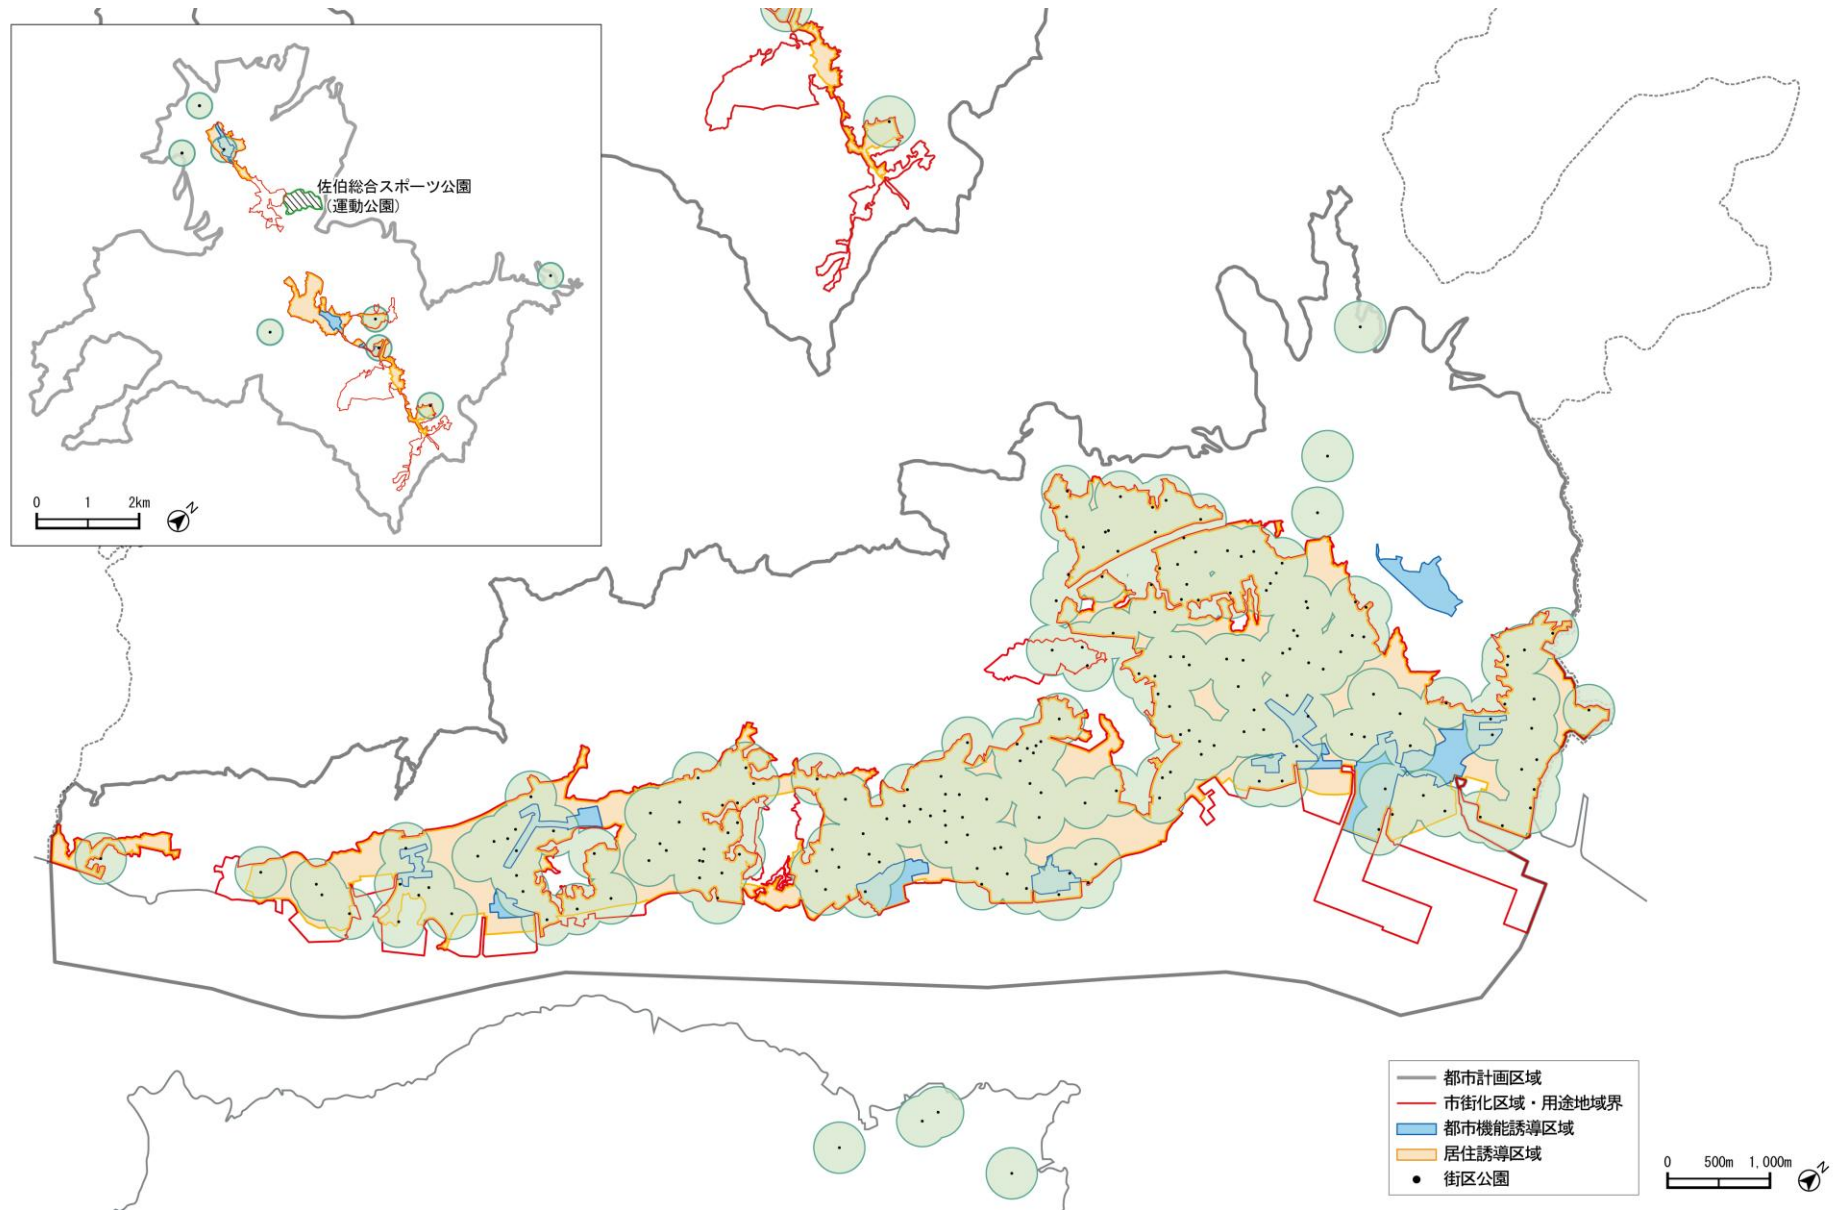 佐伯総合スポーツ公園
(運動公園)
0 1 2km
N
都市計画区域
市街化区域・用途地域界
都市機能誘導区域
居住誘導区域
街区公園
0 500m 1,000m
N